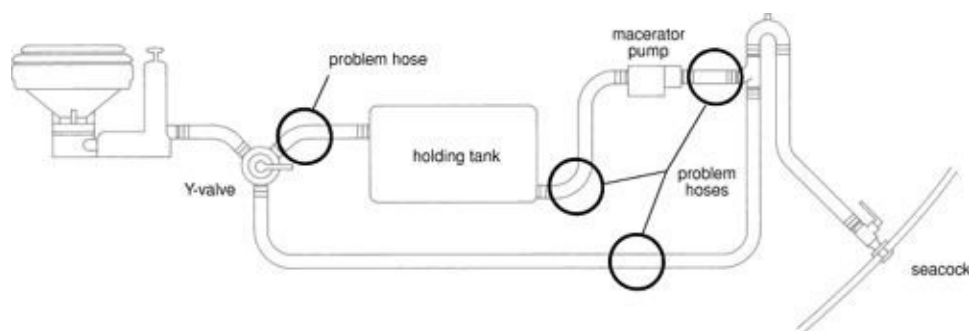 macerator
pump
problem hose
holding tank
Y-valve
problem
hoses
seacock